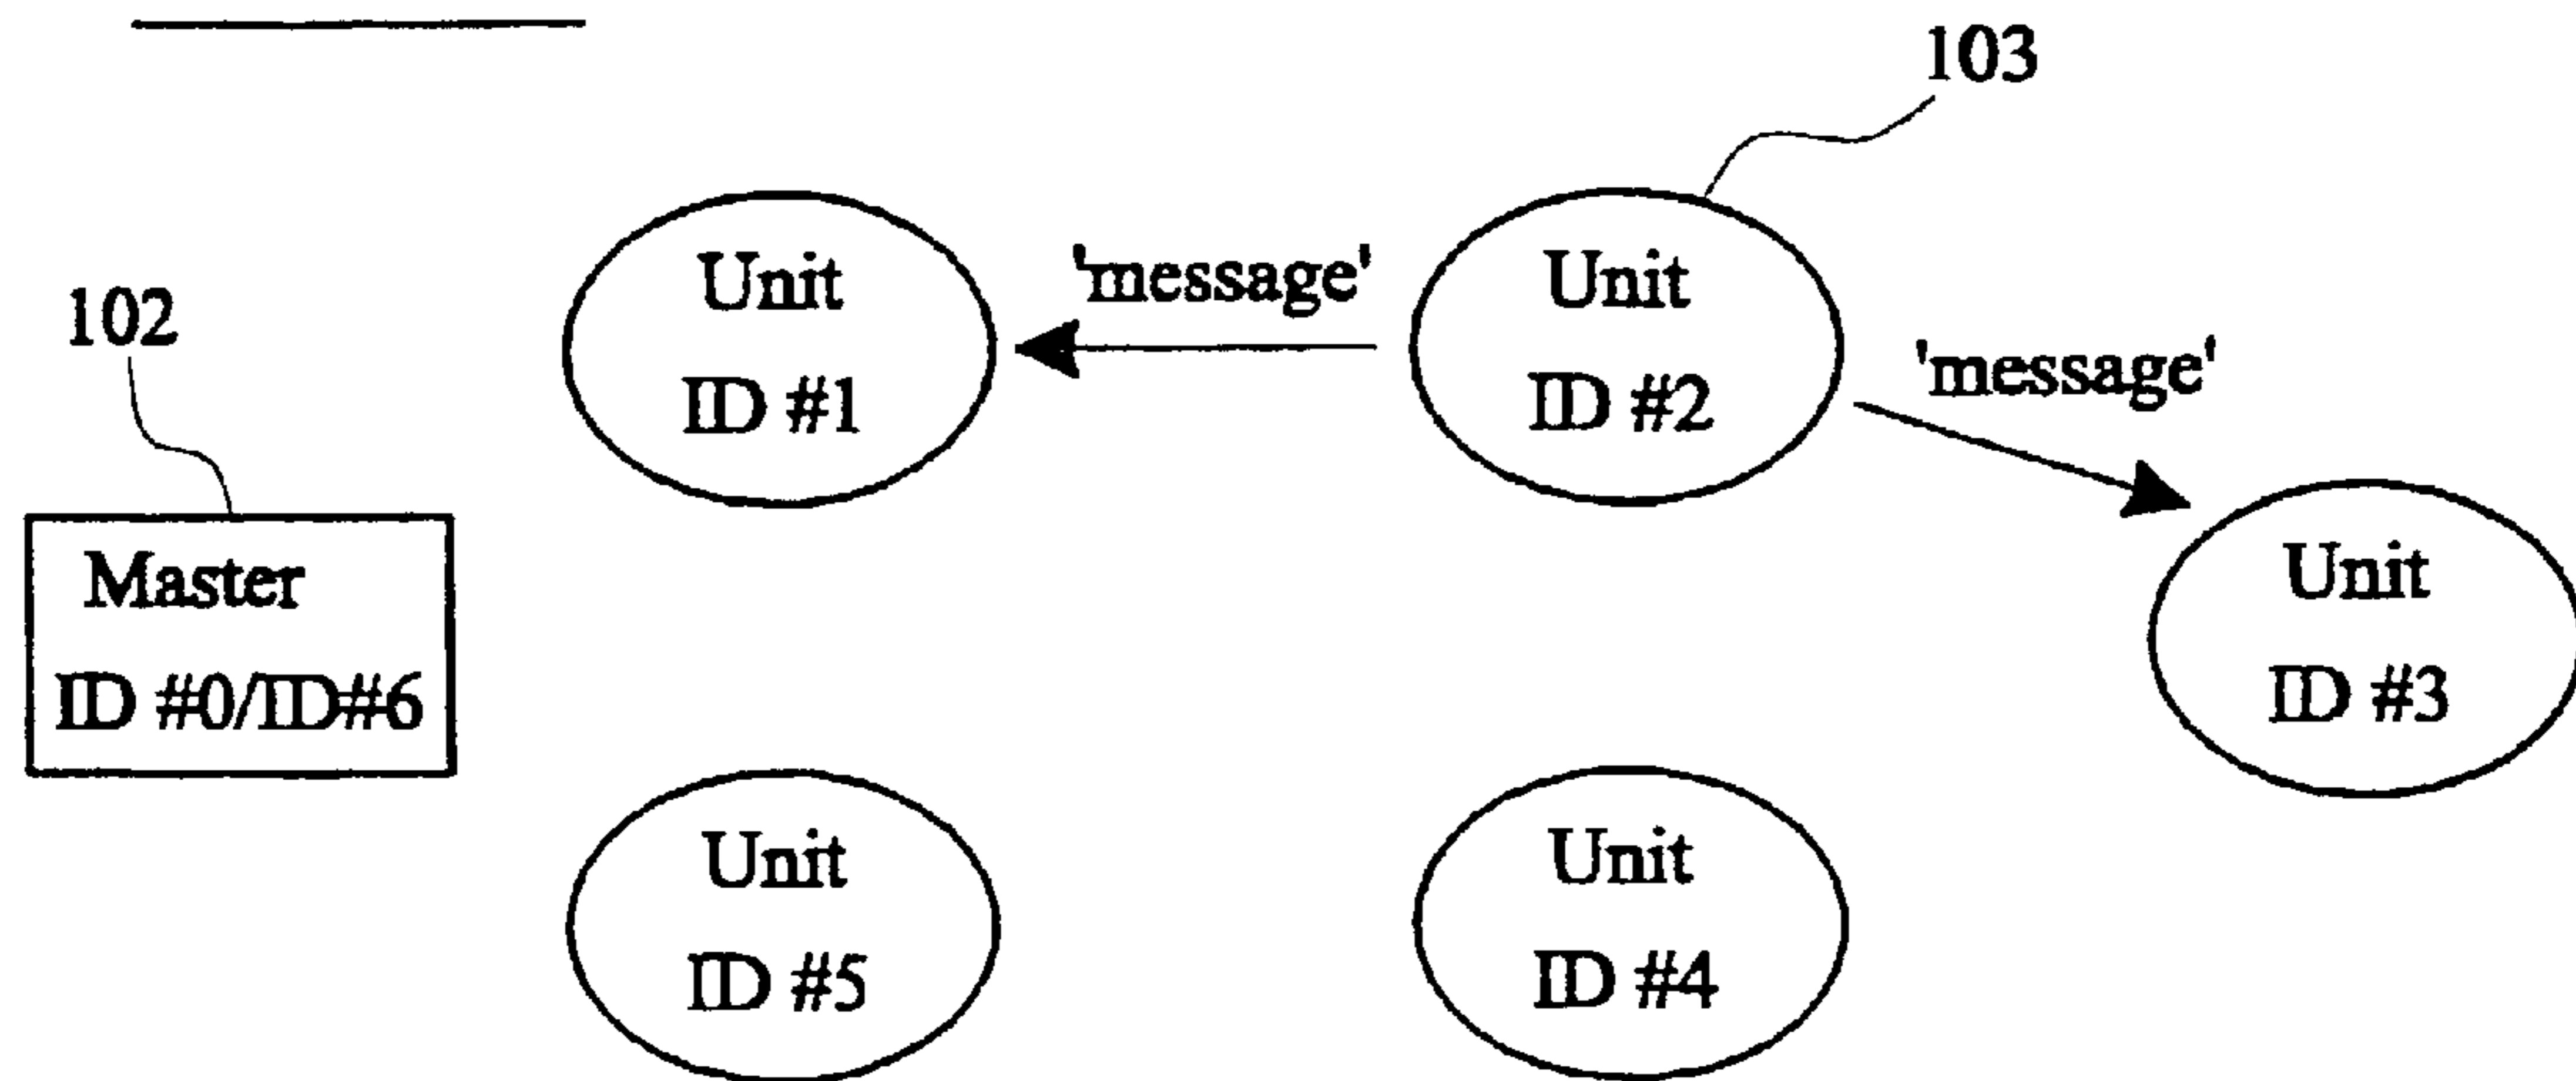 103
Unit
ID #1
'message'
Unit
ID #2
102
'message'
Master
ID #0/ID#6
Unit
ID #3
Unit
ID #5
Unit
ID #4